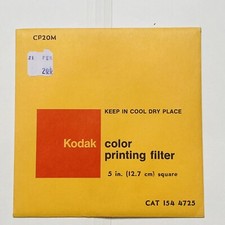 CP20M
KEEP IN COOL DRY PLACE
Kodak color
printing filter
5 in. (12.7 cm) square
CAT 154 4725